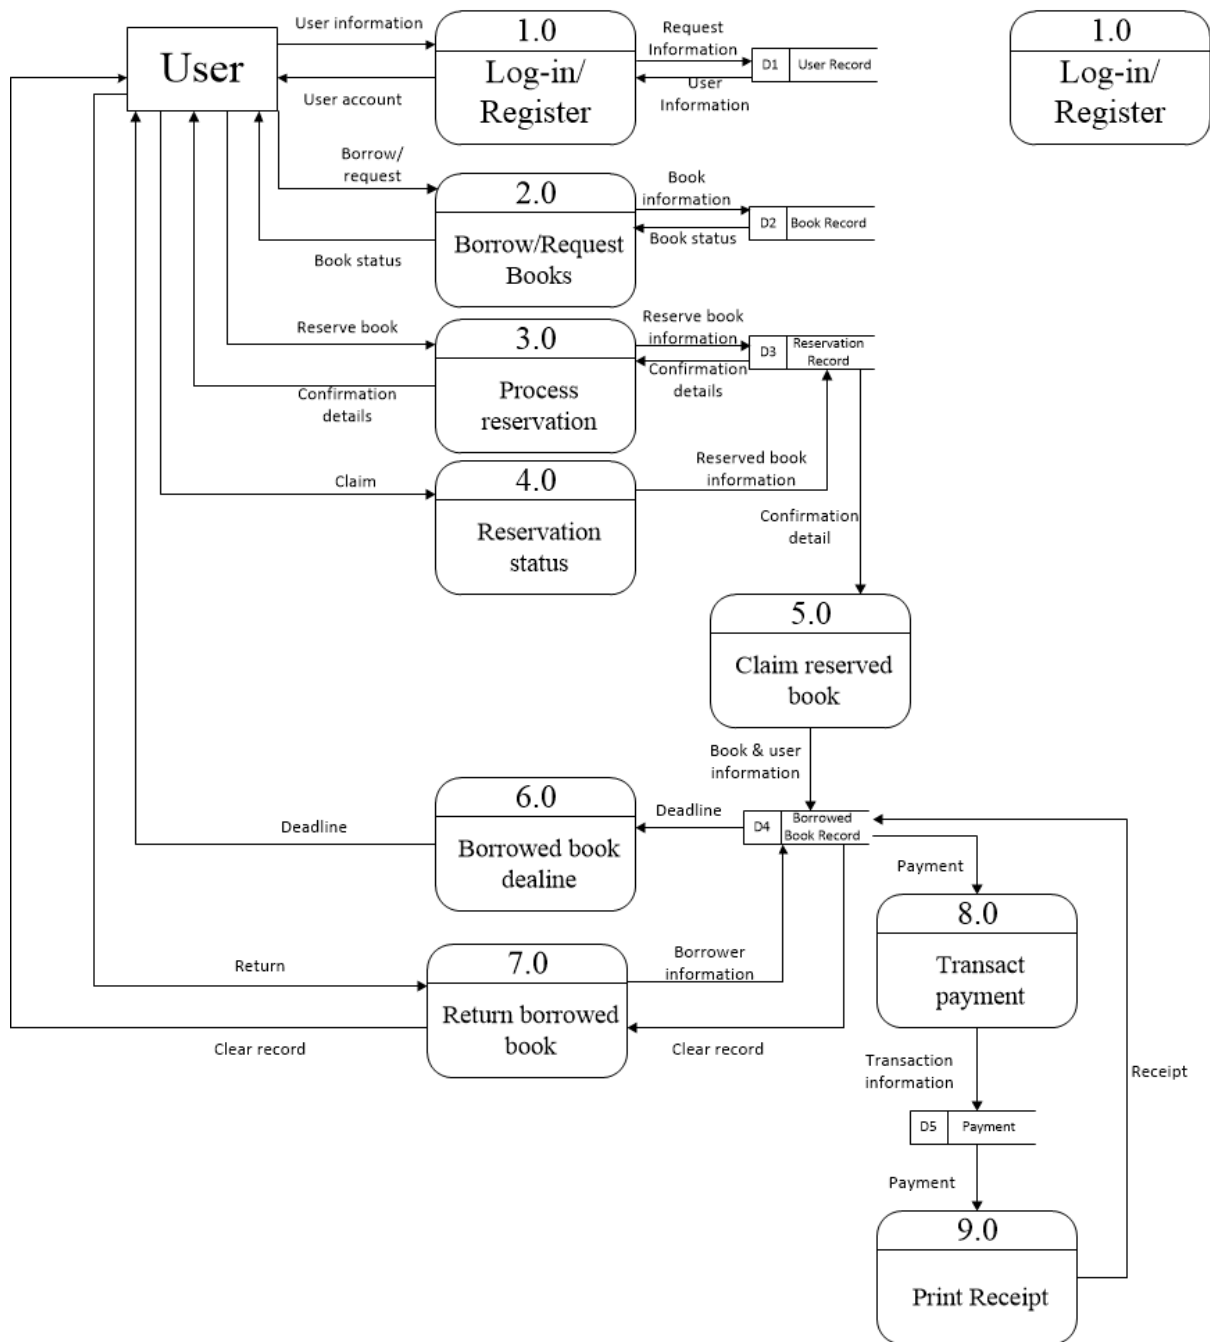 User information
User
User account
1.0
Log-in/
Register
Request
Information
User
Information
D1
User Record
1.0
Log-in/
Register
Borrow/
request
Book status
2.0
Borrow/Request
Books
Book
information
Book status
D2
Book Record
Reserve book
Confirmation
details
3.0
Process
reservation
Reserve book
information
Confirmation
details
D3
Reservation
Record
Claim
4.0
Reservation
status
Reserved book
information
Confirmation
detail
5.0
Claim reserved
book
Book & user
information
Deadline
6.0
Borrowed book
dealine
Deadline
D4
Borrowed
Book Record
Payment
8.0
Transact
payment
Return
Clear record
7.0
Return borrowed
book
Borrower
information
Clear record
Transaction
information
Receipt
D5
Payment
Payment
9.0
Print Receipt